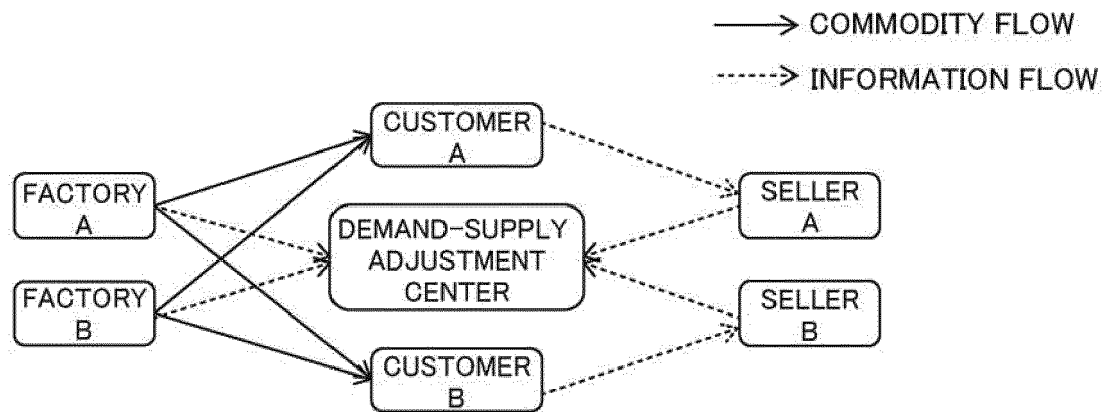 COMMODITY FLOW
INFORMATION FLOW
CUSTOMER
A
FACTORY
A
SELLER
A
DEMAND-SUPPLY
ADJUSTMENT
CENTER
FACTORY
B
SELLER
B
CUSTOMER
B